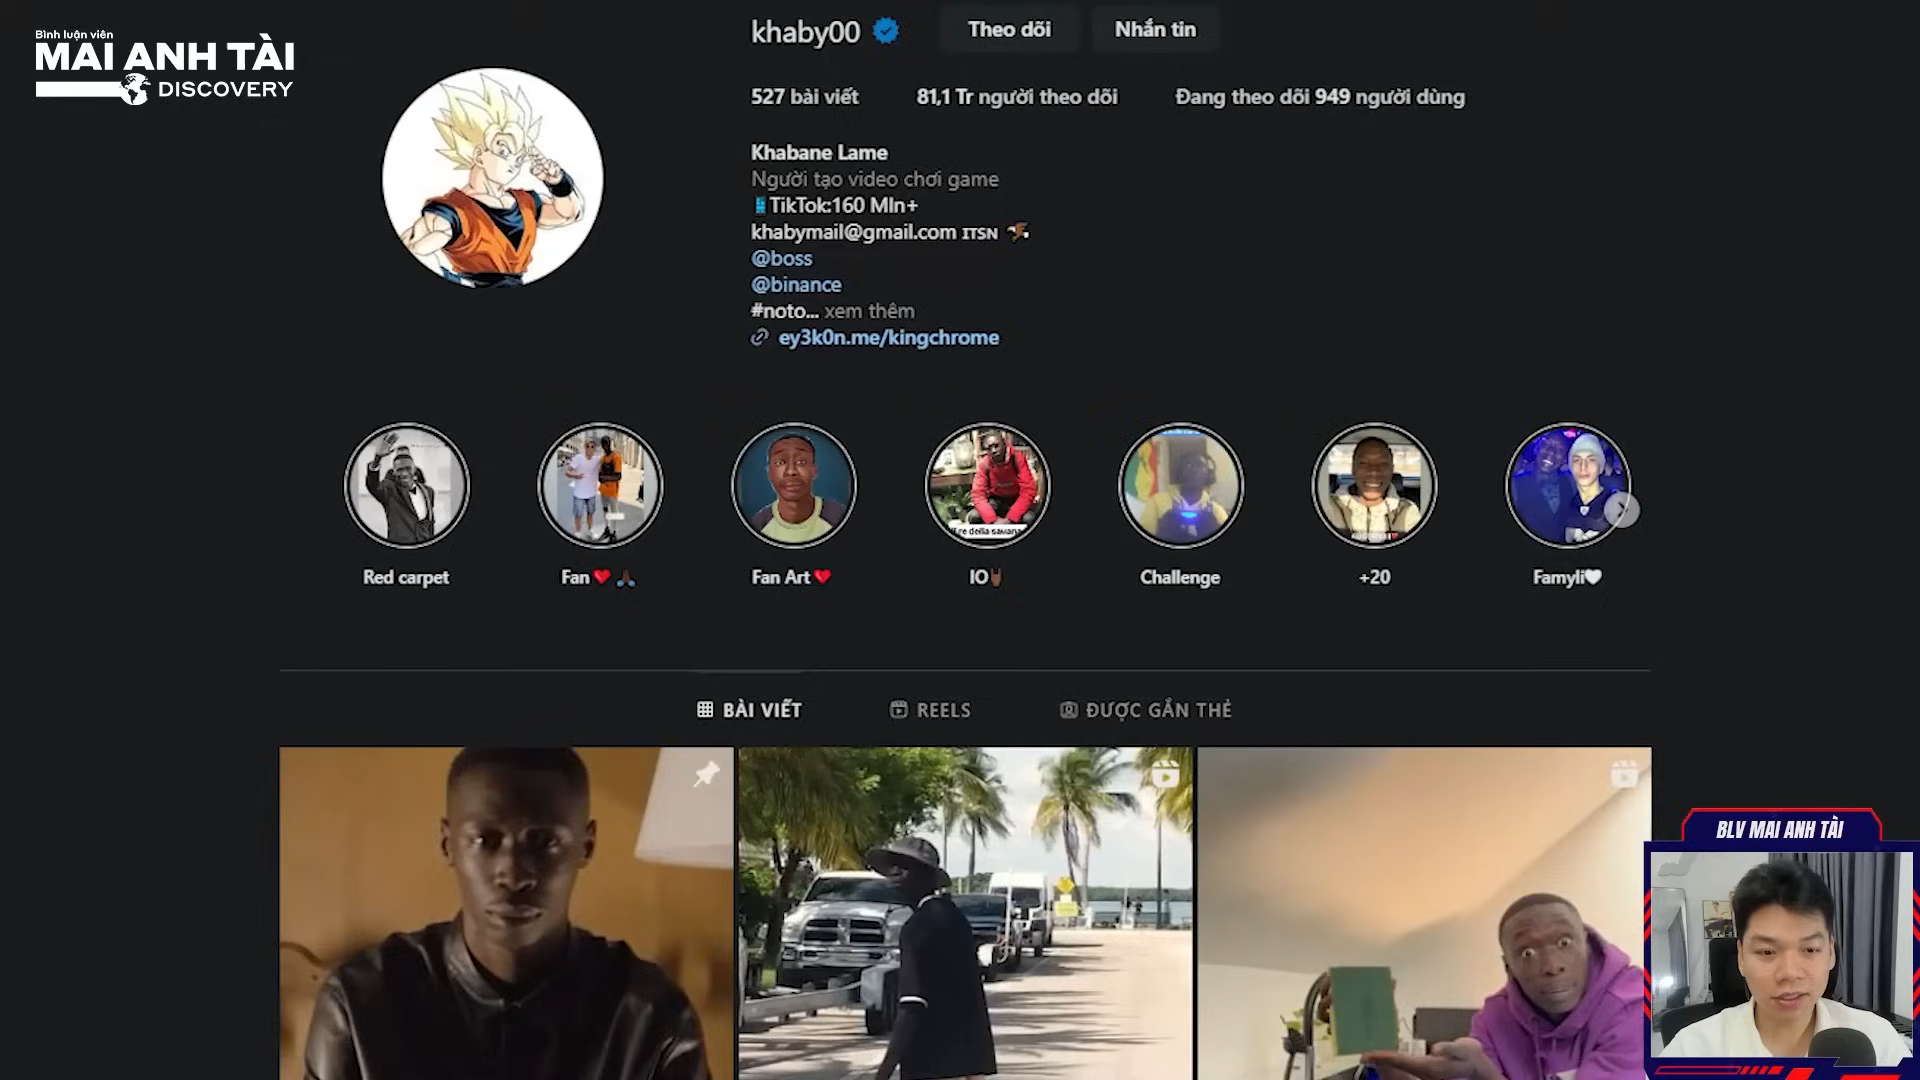 Bình luận viên
MAI ANH TÀI
DISCOVERY
khaby00
Theo dõi
Nhắn tin
527 bài viết
81,1 Tr người theo dõi
Đang theo dõi 949 người dùng
Khabane Lame
Người tạo video chơi game
TikTok:160 Mln+
khabymail@gmail.com ɪᴛsɴ
@boss
@binance
#noto... xem thêm
ey3k0n.me/kingchrome
Red carpet
Fan
Fan Art
IO
Challenge
+20
Famyli
BÀI VIẾT
REELS
ĐƯỢC GẮN THẺ
BLV MAI ANH TÀI